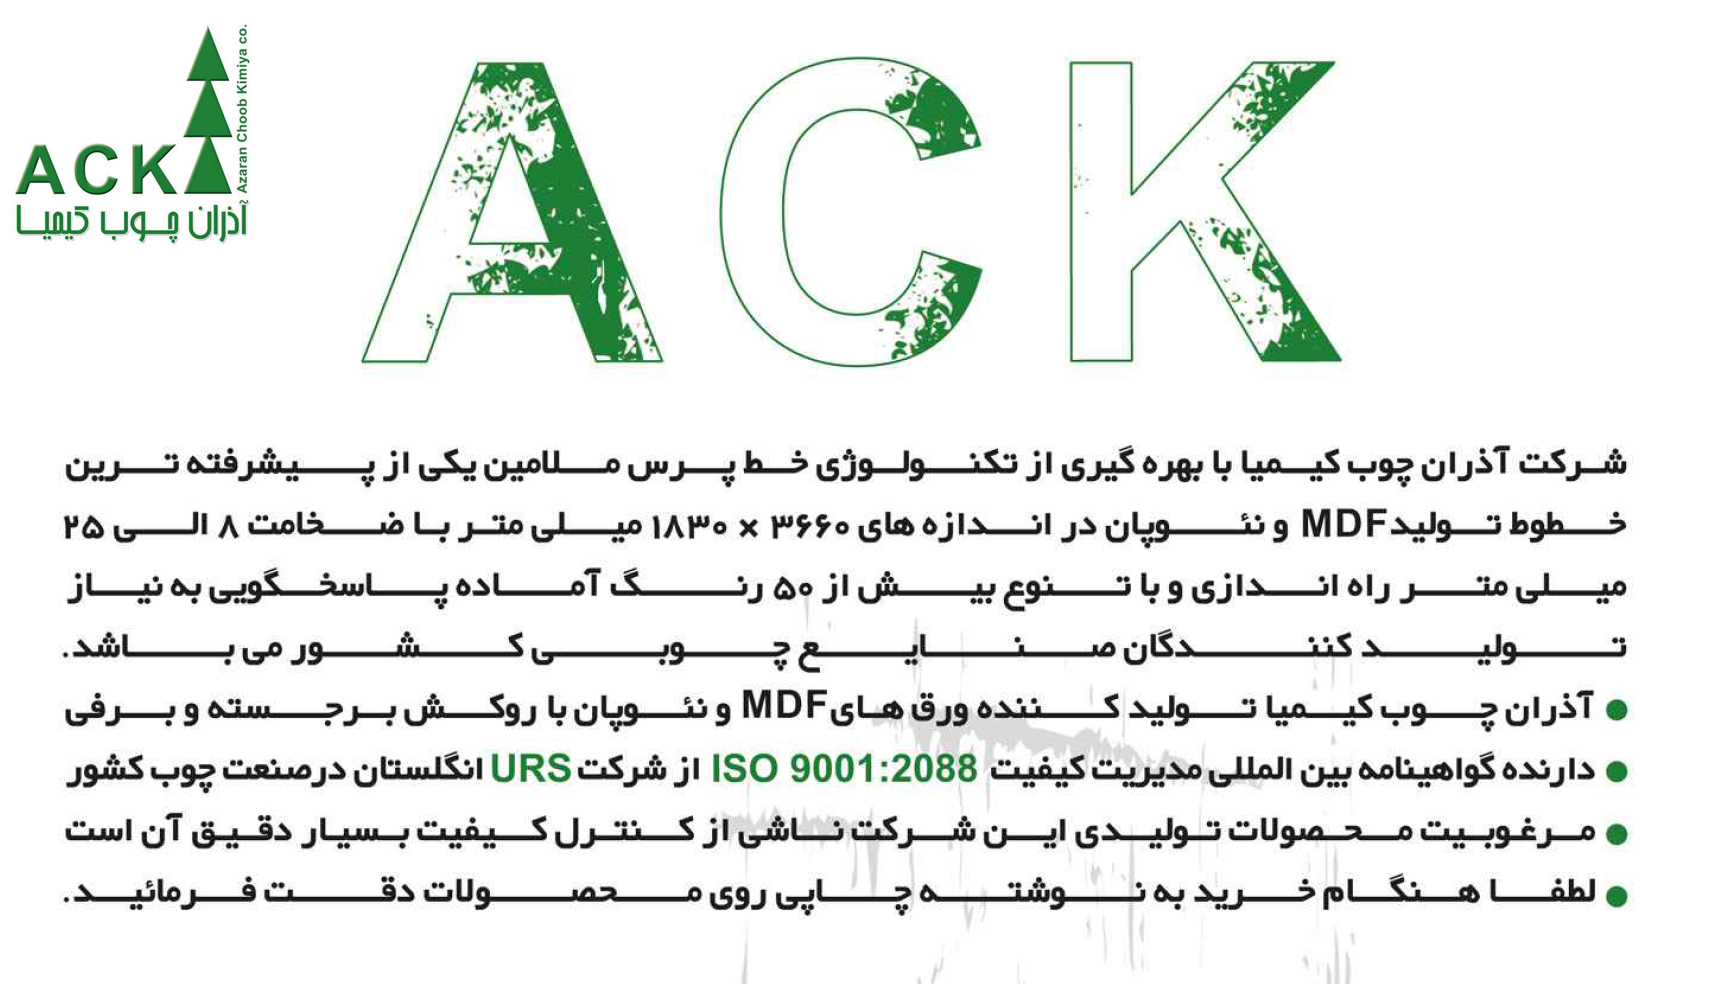 ACK
Azaran Choob Kimiya co.
آذران چوب کیمیا
ACK
شرکت آذران چوب کیمیا با بهره گیری از تکنولوژی خط پرس ملامین یکی از پیشرفته ترین
خطوط تولید MDF و نئوپان در اندازه های ۳۶۶۰ × ۱۸۳۰ میلی متر با ضخامت ۸ الی ۲۵
میلی متر راه اندازی و با تنوع بیش از ۵۰ رنگ آماده پاسخگویی به نیاز
تولید کنندگان صنایع چوبی کشور می باشد.
● آذران چوب کیمیا تولید کننده ورق های MDF و نئوپان با روکش برجسته و برفی
● دارنده گواهینامه بین المللی مدیریت کیفیت ISO 9001:2088 از شرکت URS انگلستان درصنعت چوب کشور
● مرغوبیت محصولات تولیدی این شرکت ناشی از کنترل کیفیت بسیار دقیق آن است
● لطفا هنگام خرید به نوشته چاپی روی محصولات دقت فرمائید.